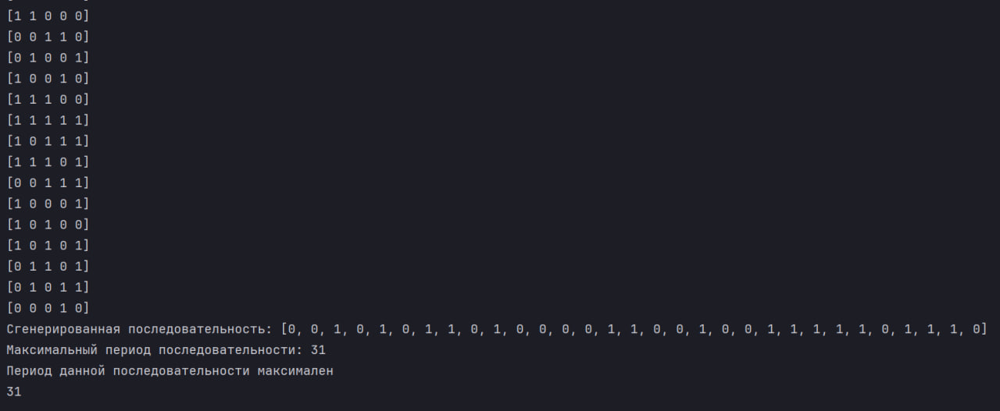 [1 1 0 0 0]
[0 0 1 1 0]
[0 1 0 0 1]
[1 0 0 1 0]
[1 1 1 0 0]
[1 1 1 1 1]
[1 0 1 1 1]
[1 1 1 0 1]
[0 0 1 1 1]
[1 0 0 0 1]
[1 0 1 0 0]
[1 0 1 0 1]
[0 1 1 0 1]
[0 1 0 1 1]
[0 0 0 1 0]
Сгенерированная последовательность: [0, 0, 1, 0, 1, 0, 1, 1, 0, 1, 0, 0, 0, 0, 1, 1, 0, 0, 1, 0, 0, 1, 1, 1, 1, 1, 0, 1, 1, 1, 0]
Максимальный период последовательности: 31
Период данной последовательности максимален
31